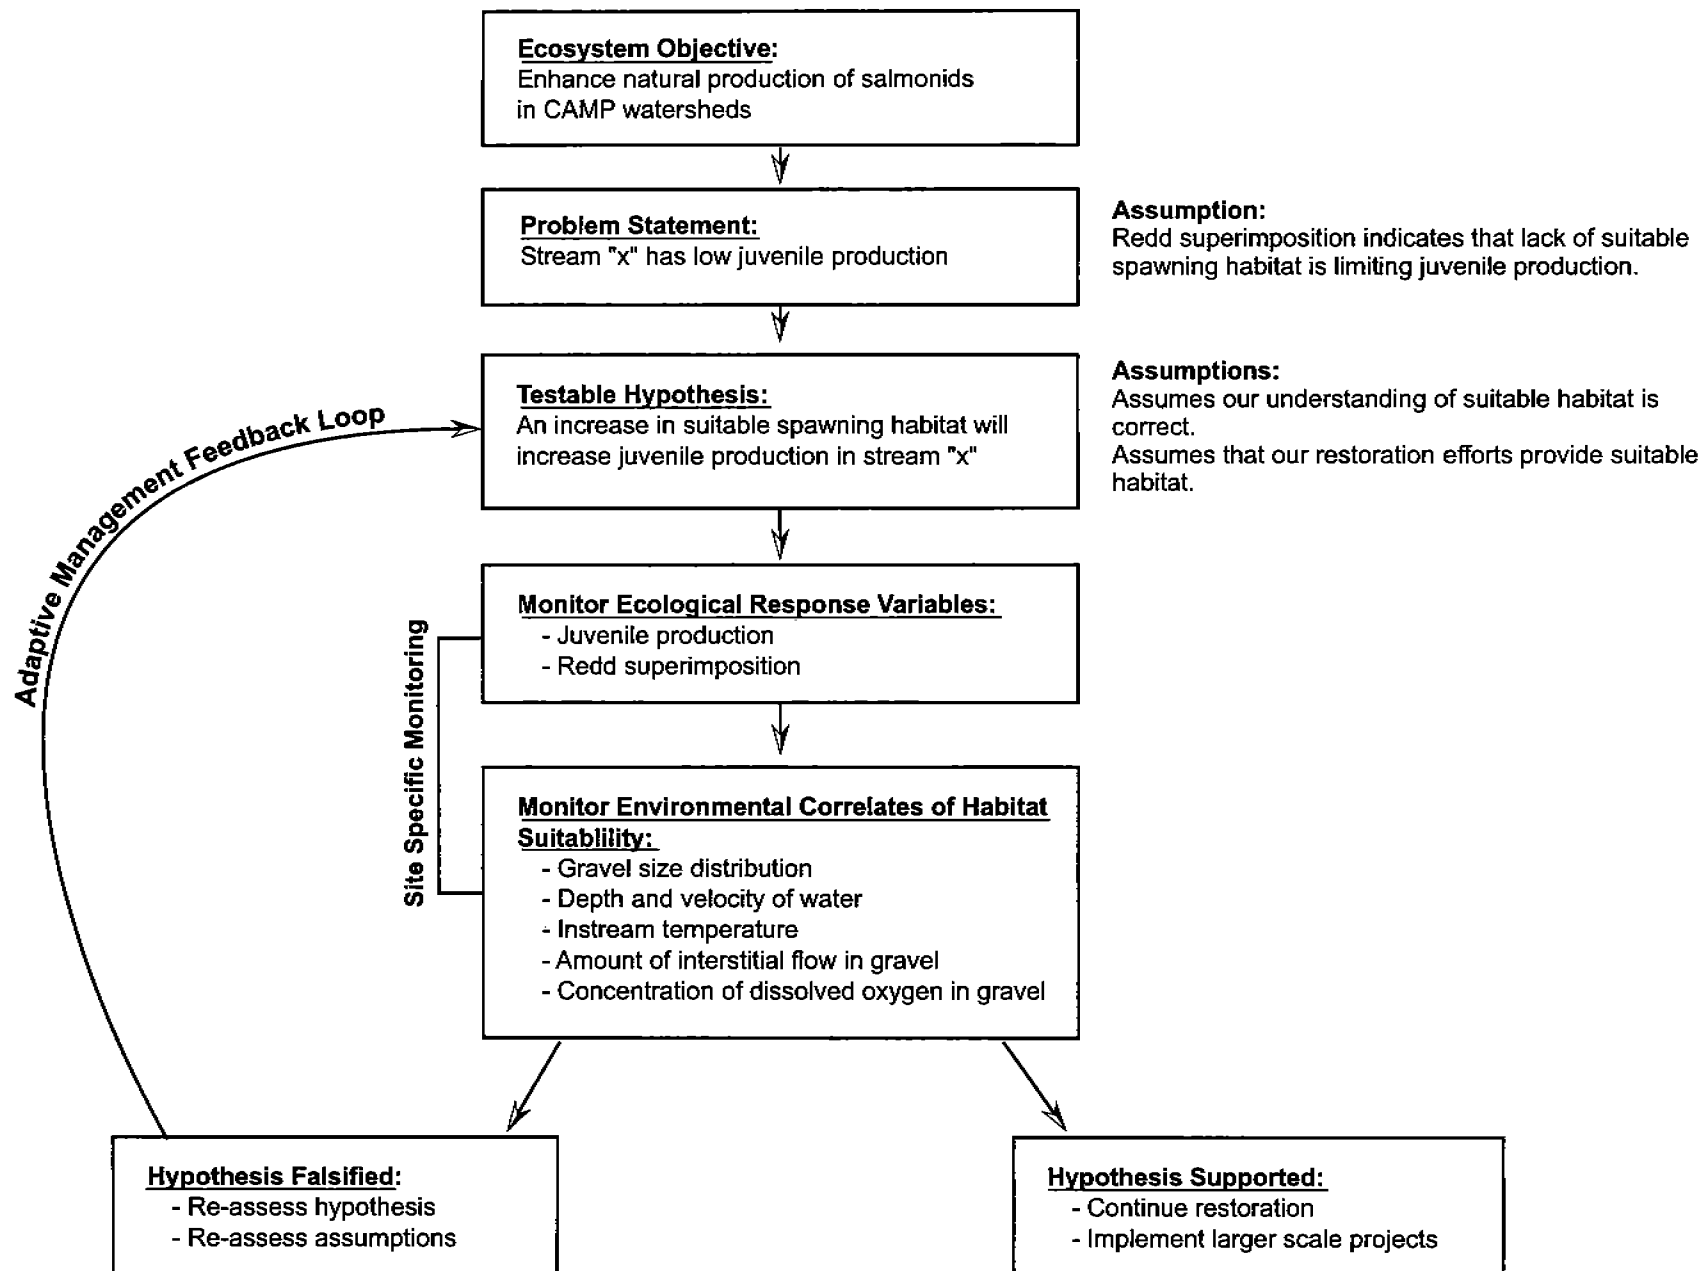 Ecosystem Objective:
Enhance natural production of salmonids
in CAMP watersheds
Problem Statement:
Stream "x" has low juvenile production
Assumption:
Redd superimposition indicates that lack of suitable
spawning habitat is limiting juvenile production.
Testable Hypothesis:
An increase in suitable spawning habitat will
increase juvenile production in stream "x"
Assumptions:
Assumes our understanding of suitable habitat is
correct.
Assumes that our restoration efforts provide suitable
habitat.
Adaptive Management Feedback Loop
Monitor Ecological Response Variables:
- Juvenile production
- Redd superimposition
Site Specific Monitoring
Monitor Environmental Correlates of Habitat
Suitablility:
- Gravel size distribution
- Depth and velocity of water
- Instream temperature
- Amount of interstitial flow in gravel
- Concentration of dissolved oxygen in gravel
Hypothesis Falsified:
- Re-assess hypothesis
- Re-assess assumptions
Hypothesis Supported:
- Continue restoration
- Implement larger scale projects